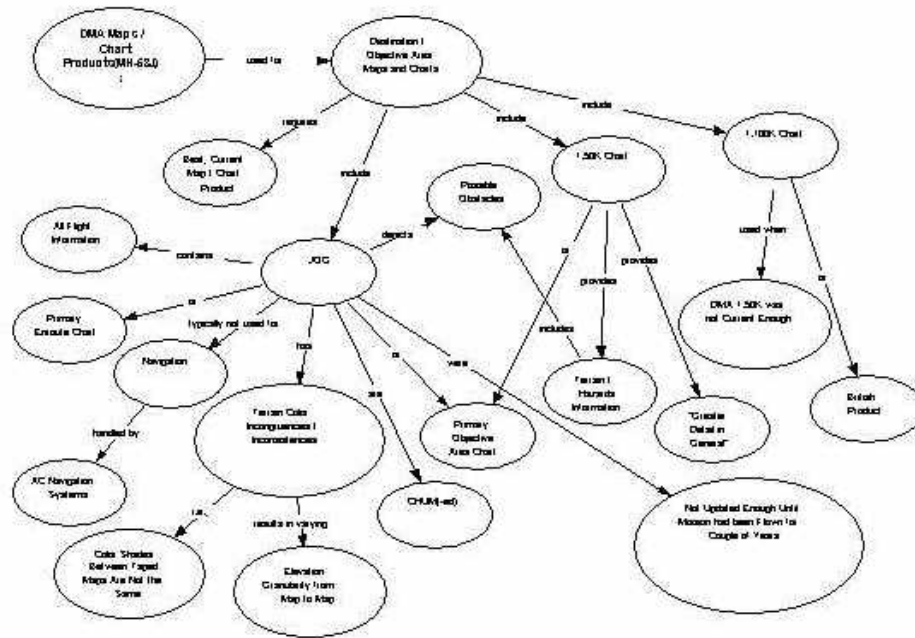 DMA Maps /
Chart
Products(MH-60J)
:
used for
Destination /
Objective Area
Maps and Charts
include
1:100K Chart
requires
include
1:50K Chart
Best, Current
Map / Chart
Product
include
Possible
Obstacles
All Flight
Information
contains
JOG
depicts
is
provides
provides
used when
is
Primary
Enroute Chart
is
typically not used for
includes
DMA 1:50K was
not Current Enough
Navigation
has
is
were
are
Terrain Color
Incongruencies /
Inconsistencies
Terrain /
Hazards
Information
British
Product
handled by
Primary
Objective
Area Chart
"Greater
Detail in
General"
AC Navigation
Systems
CHUM(-ed)
i.e.,
results in varying
Not Updated Enough Until
Mission had been Flown for
Couple of Years
Color Shades
Between Taped
Maps Are Not the
Same
Elevation
Granularity from
Map to Map